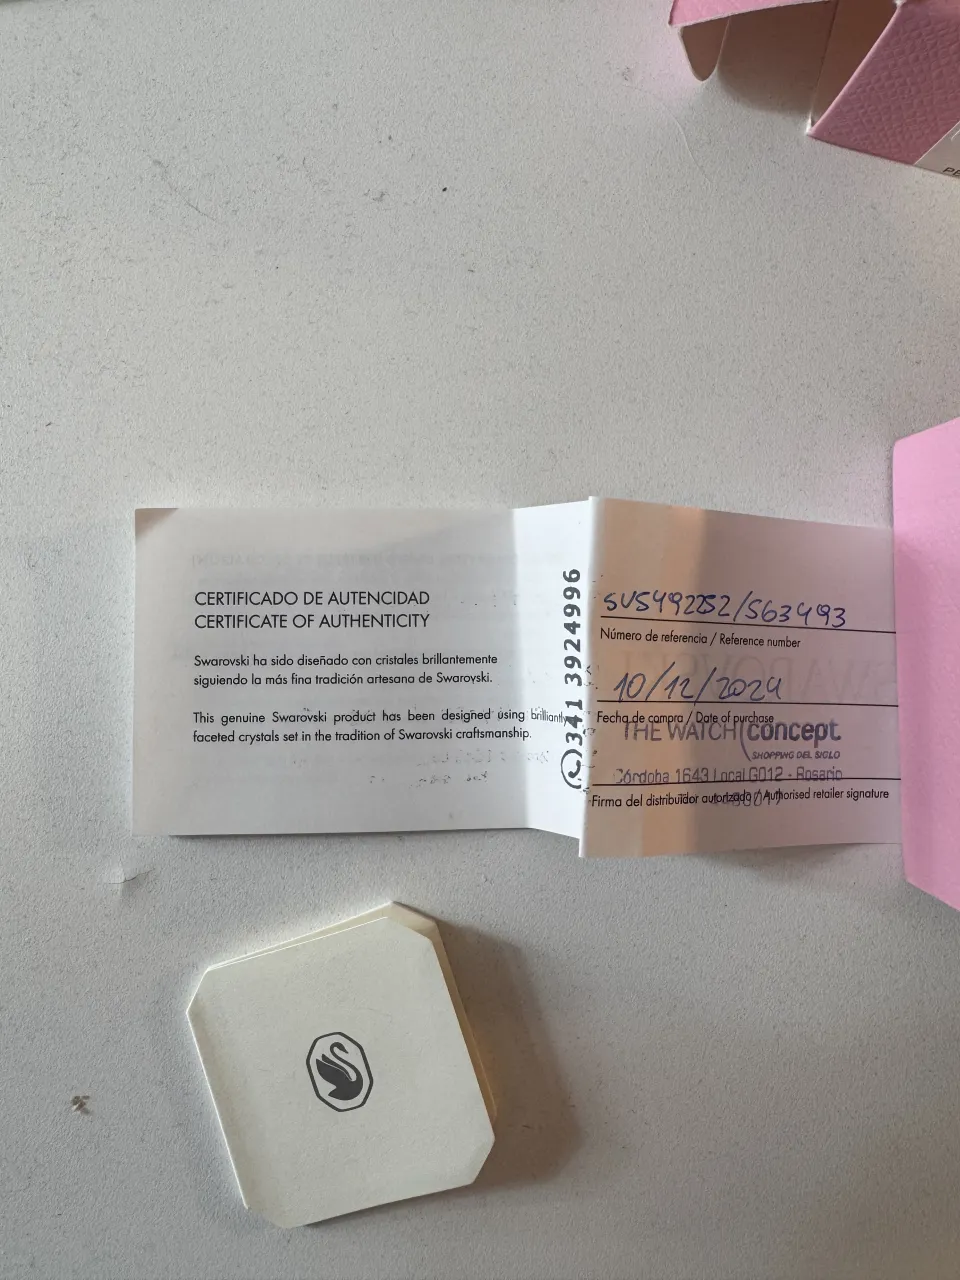 CERTIFICADO DE AUTENCIDAD
CERTIFICATE OF AUTHENTICITY
Swarovski ha sido diseñado con cristales brillantemente
siguiendo la más fina tradición artesana de Swarovski.
This genuine Swarovski product has been designed using brilliantly
faceted crystals set in the tradition of Swarovski craftsmanship.
341 3924996
Número de referencia / Reference number
10/12/2024
Fecha de compra / Date of purchase
THE WATCH concept
SHOPPING DEL SIGLO
Córdoba 1643 Local G012 - Rosario
Firma del distribuidor autorizado / Authorised retailer signature